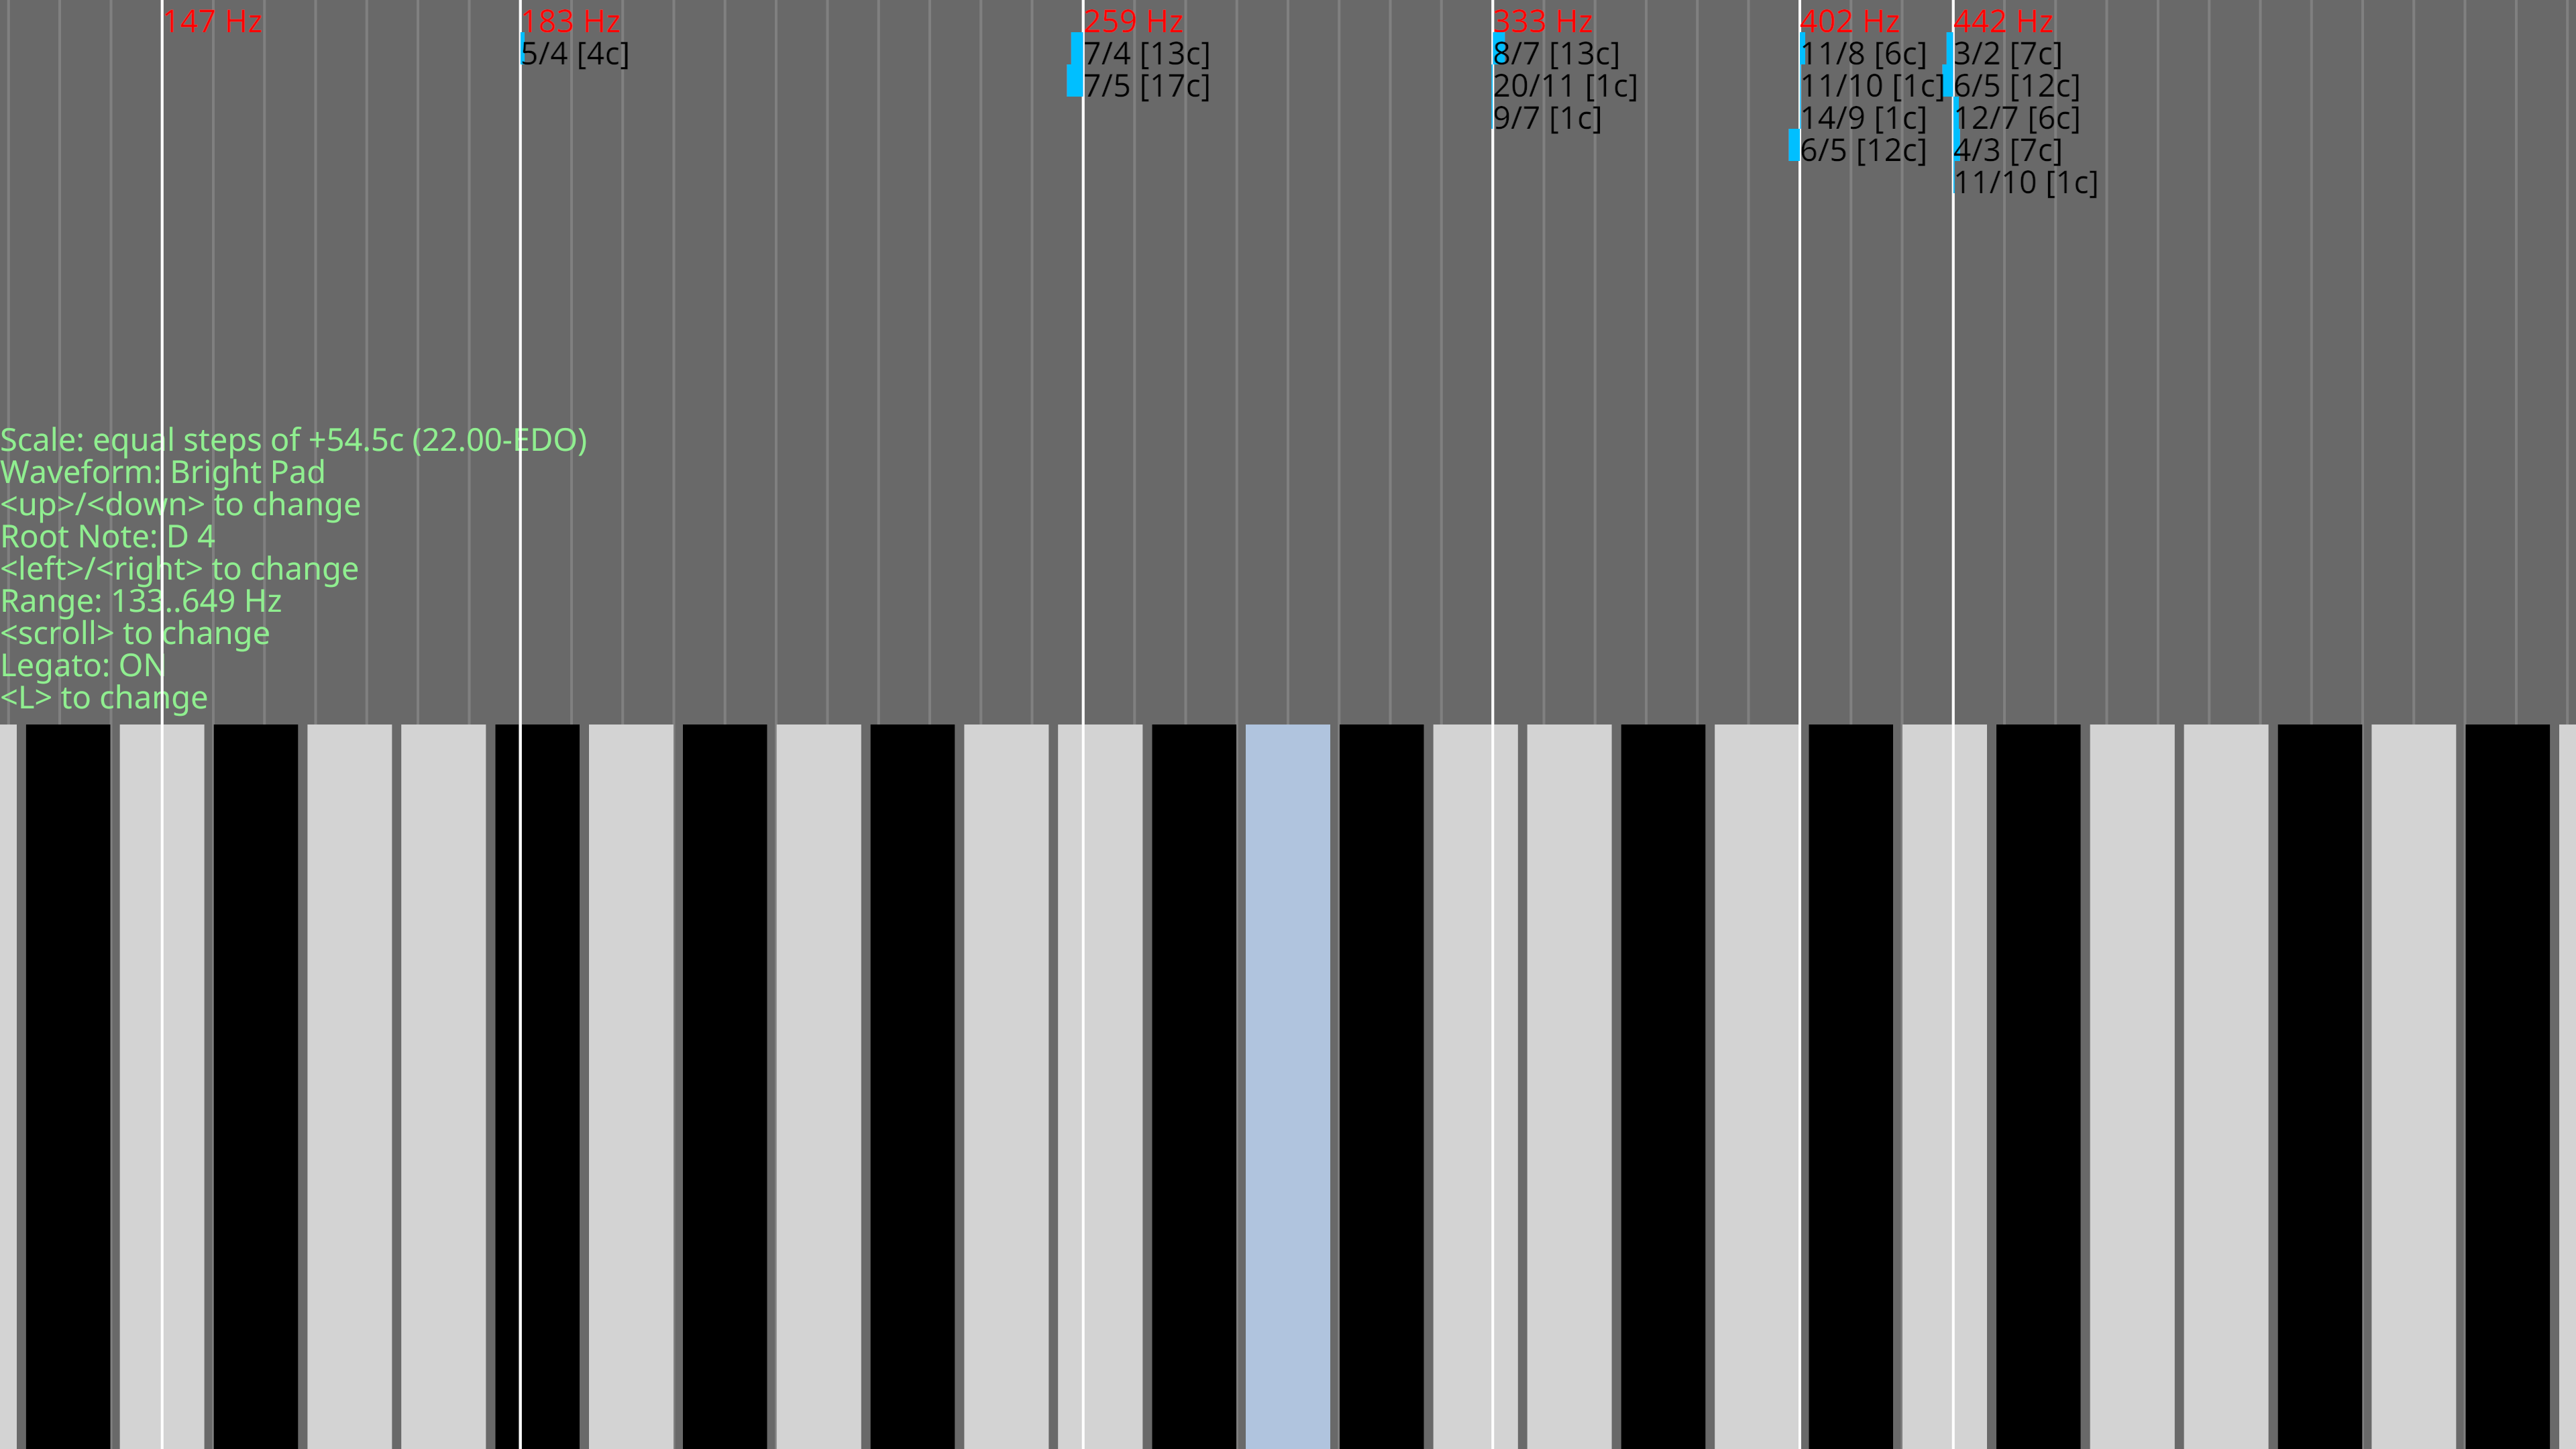 147 Hz
183 Hz
5/4 [4c]
259 Hz
7/4 [13c]
7/5 [17c]
333 Hz
8/7 [13c]
20/11 [1c]
9/7 [1c]
402 Hz
11/8 [6c]
11/10 [1c]
14/9 [1c]
6/5 [12c]
442 Hz
3/2 [7c]
6/5 [12c]
12/7 [6c]
4/3 [7c]
11/10 [1c]
Scale: equal steps of +54.5c (22.00-EDO)
Waveform: Bright Pad
<up>/<down> to change
Root Note: D 4
<left>/<right> to change
Range: 133..649 Hz
<scroll> to change
Legato: ON
<L> to change